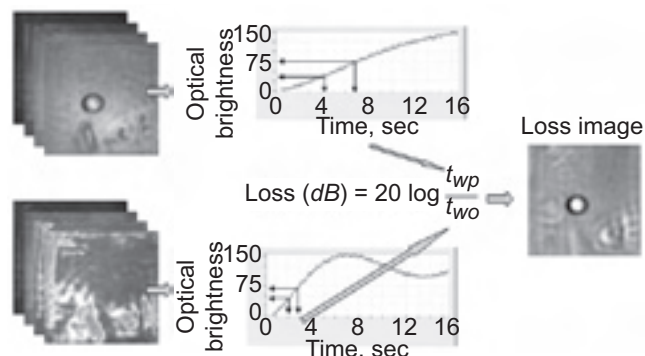 Optical
brightness
150
75
0
0 4 8 12 16
Time, sec
Loss image
Loss (dB) = 20 log t_wp
t_wo
Optical
brightness
150
75
0
0 4 8 12 16
Time, sec